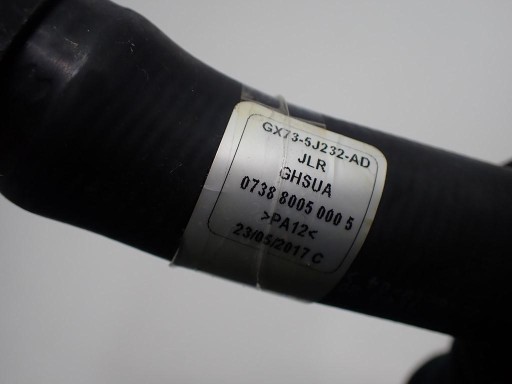 GX73-5J232-AD
JLR
GHSUA
0738 8005 000 5
>PA12<
23/05/2017 C